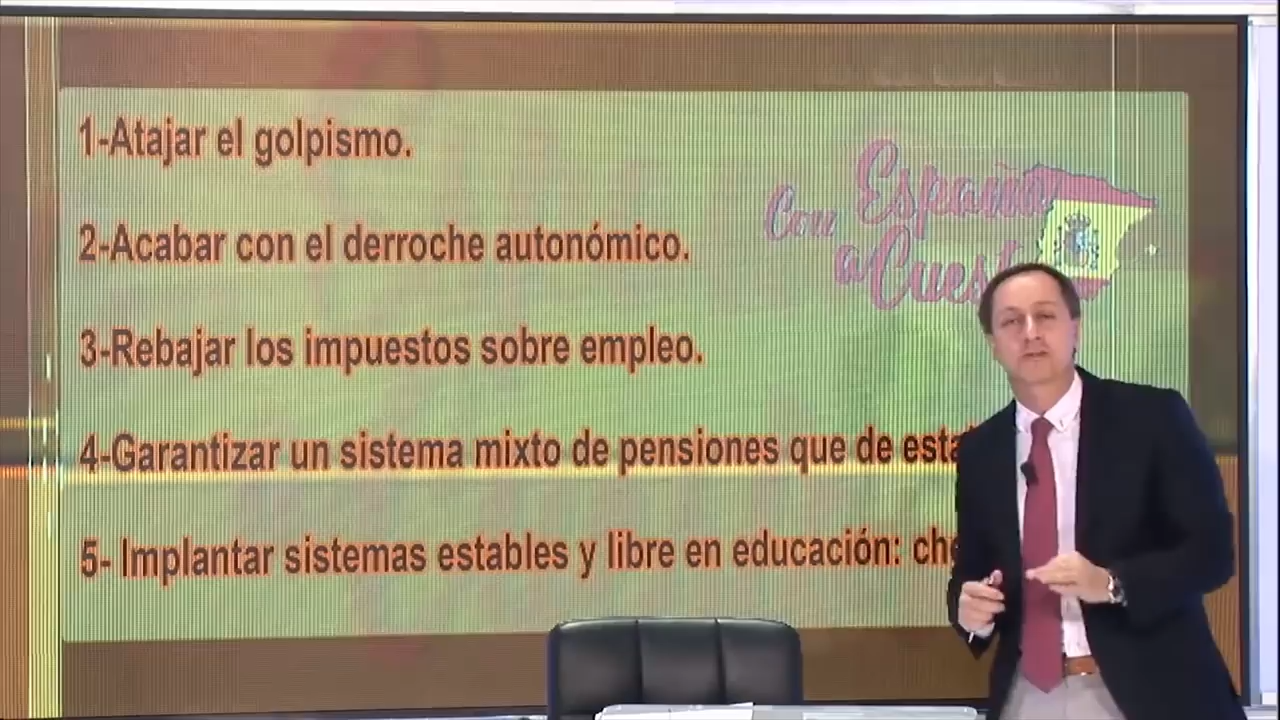 1-Atajar el golpismo.
2-Acabar con el derroche autonómico.
3-Rebajar los impuestos sobre empleo.
4-Garantizar un sistema mixto de pensiones que de
5- Implantar sistemas estables y libre en educación:
Con España
a